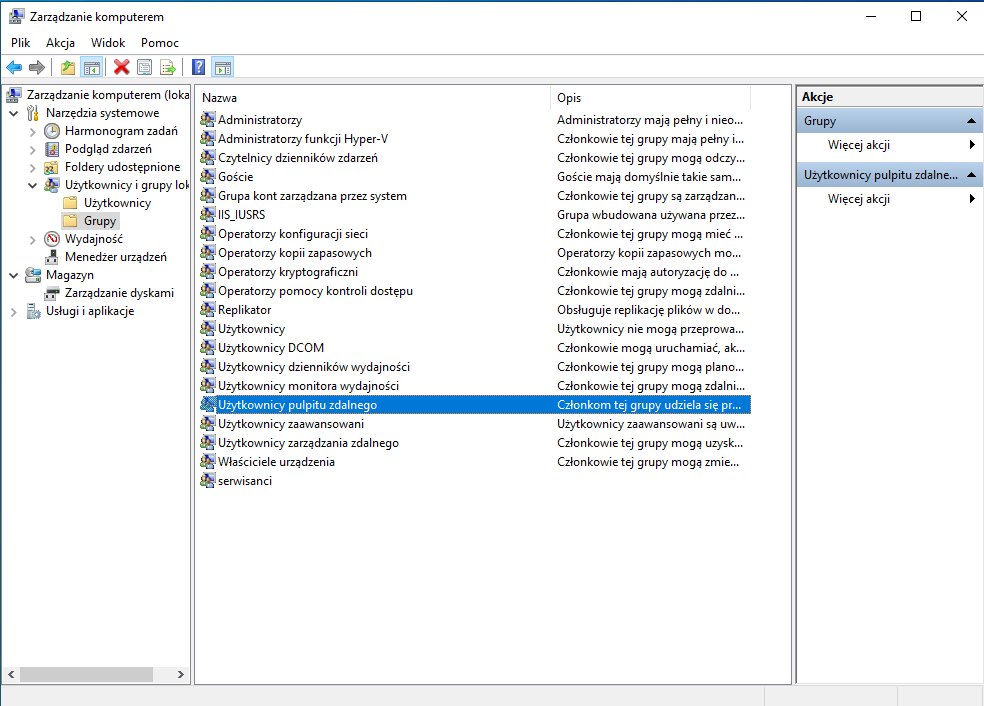 Zarządzanie komputerem
Plik Akcja Widok Pomoc
Zarządzanie komputerem (loka
Narzędzia systemowe
Harmonogram zadań
Podgląd zdarzeń
Foldery udostępnione
Użytkownicy i grupy lok
Użytkownicy
Grupy
Wydajność
Menedżer urządzeń
Magazyn
Zarządzanie dyskami
Usługi i aplikacje
Nazwa Opis
Administratorzy Administratorzy mają pełny i nieo...
Administratorzy funkcji Hyper-V Członkowie tej grupy mają pełny i...
Czytelnicy dzienników zdarzeń Członkowie tej grupy mogą odczy...
Goście Goście mają domyślnie takie sam...
Grupa kont zarządzana przez system Członkowie tej grupy są zarządzan...
IIS_IUSRS Grupa wbudowana używana przez...
Operatorzy konfiguracji sieci Członkowie tej grupy mogą mieć ...
Operatorzy kopii zapasowych Operatorzy kopii zapasowych mo...
Operatorzy kryptograficzni Członkowie mają autoryzację do ...
Operatorzy pomocy kontroli dostępu Członkowie tej grupy mogą zdalni...
Replikator Obsługuje replikację plików w do...
Użytkownicy Użytkownicy nie mogą przeprowa...
Użytkownicy DCOM Członkowie mogą uruchamiać, ak...
Użytkownicy dzienników wydajności Członkowie tej grupy mogą plano...
Użytkownicy monitora wydajności Członkowie tej grupy mogą zdalni...
Użytkownicy pulpitu zdalnego Członkom tej grupy udziela się pr...
Użytkownicy zaawansowani Użytkownicy zaawansowani są uw...
Użytkownicy zarządzania zdalnego Członkowie tej grupy mogą uzysk...
Właściciele urządzenia Członkowie tej grupy mogą zmie...
serwisanci
Akcje
Grupy
Więcej akcji
Użytkownicy pulpitu zdalne...
Więcej akcji